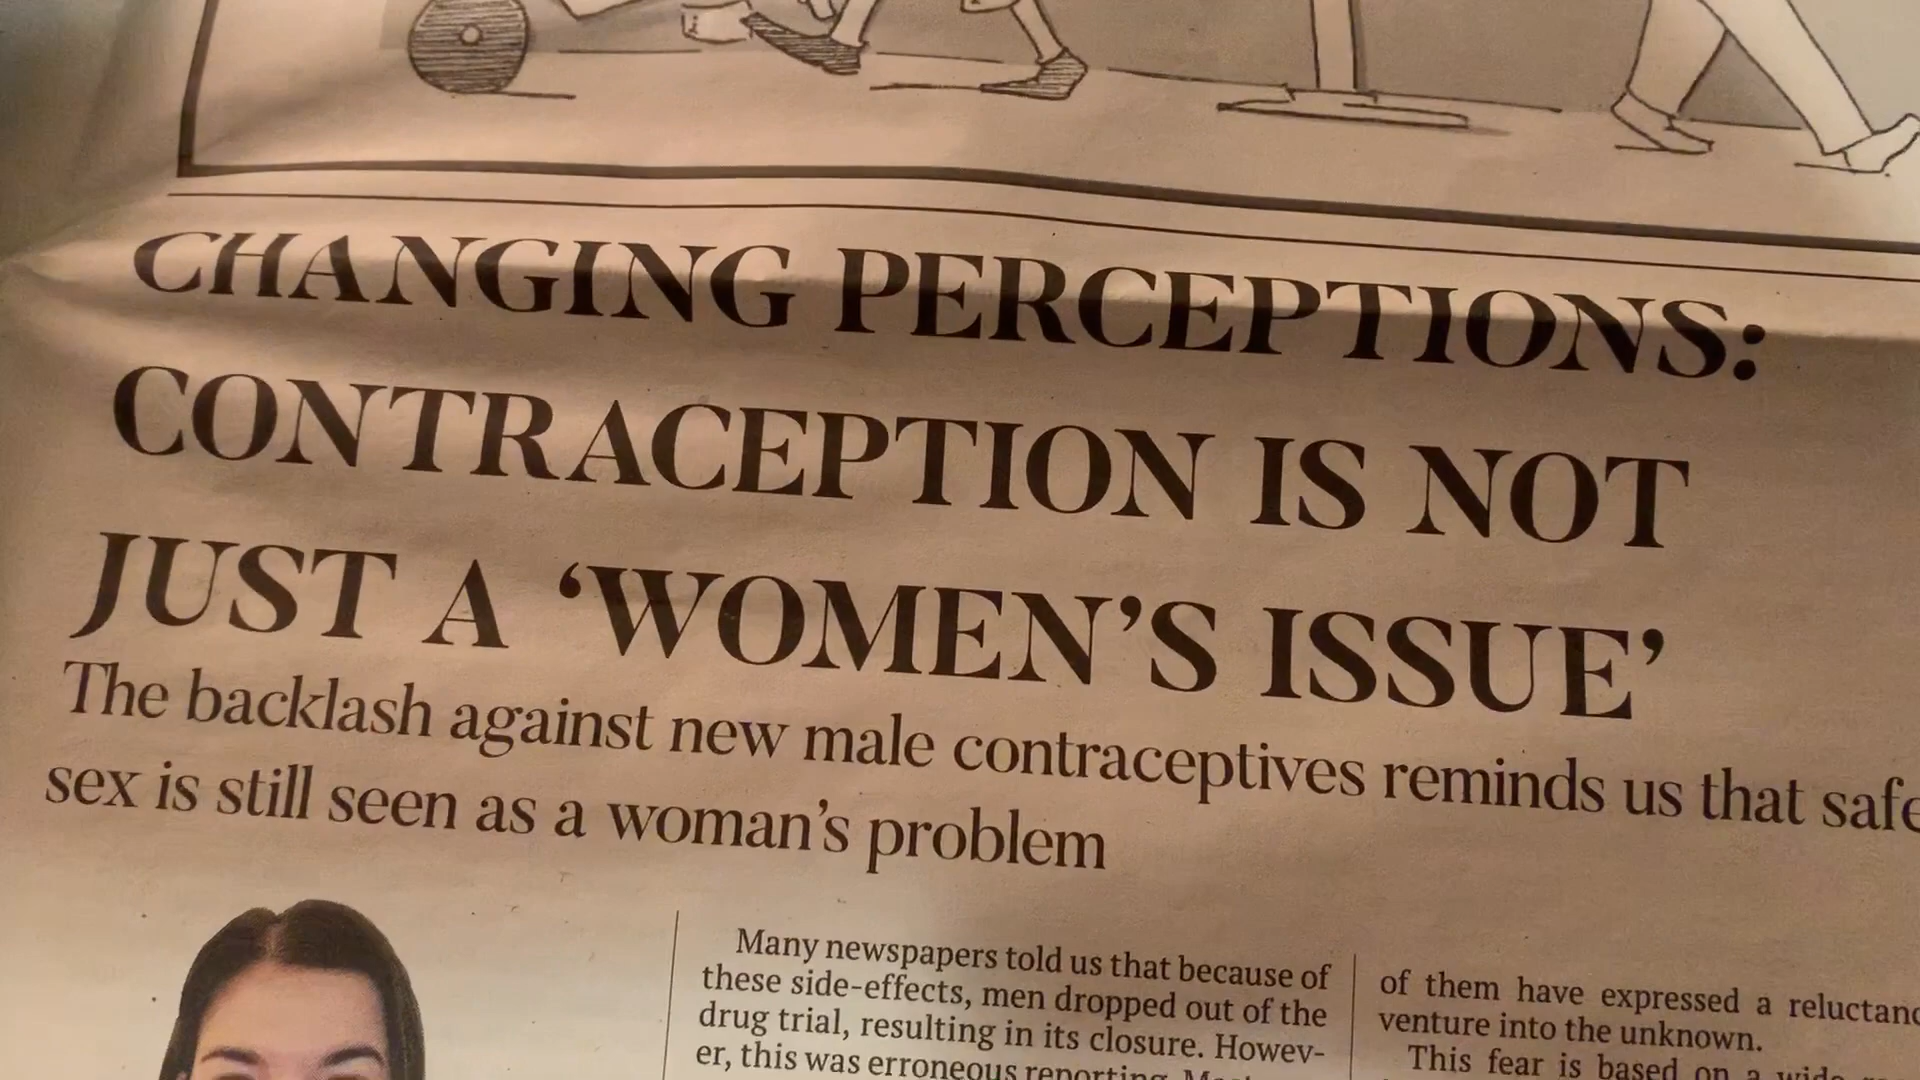 CHANGING PERCEPTIONS:
CONTRACEPTION IS NOT
JUST A ‘WOMEN’S ISSUE’
The backlash against new male contraceptives reminds us that safe
sex is still seen as a woman’s problem
Many newspapers told us that because of
these side-effects, men dropped out of the
drug trial, resulting in its closure. Howev-
er, this was erroneous reporting.
of them have expressed a
venture into the unknown.
This fear is based on a wide